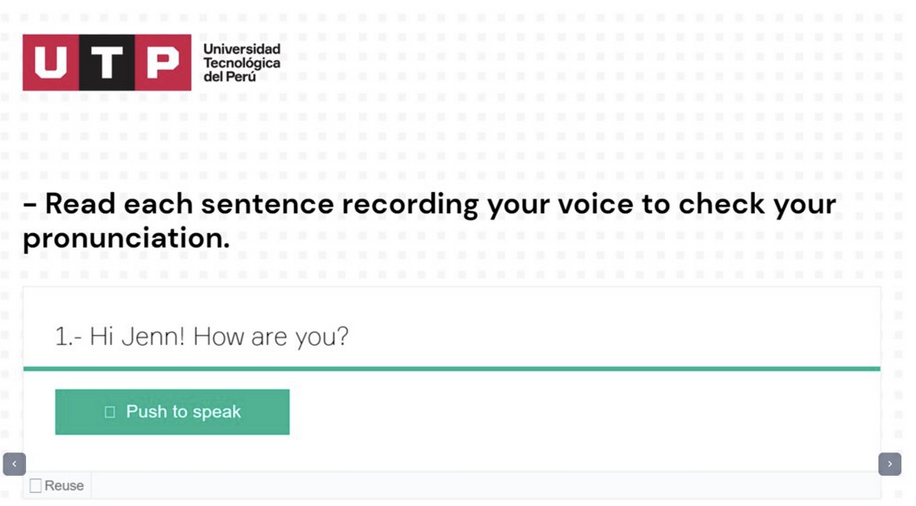 UTP
Universidad
Tecnológica
del Perú
- Read each sentence recording your voice to check your
pronunciation.
1.- Hi Jenn! How are you?
Push to speak
Reuse